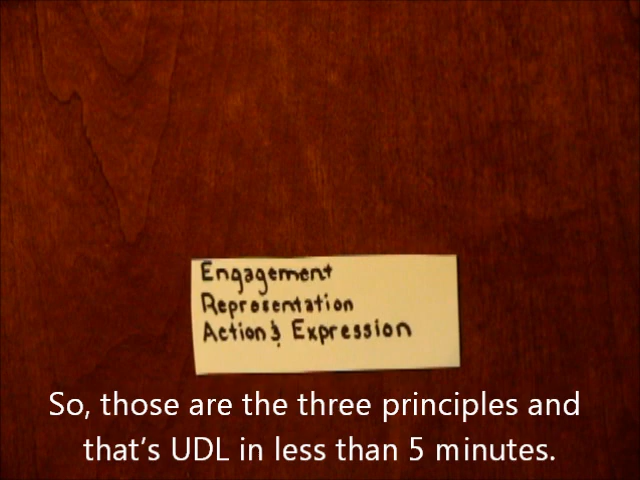 Engagement
Representation
Action & Expression
So, those are the three principles and
that's UDL in less than 5 minutes.